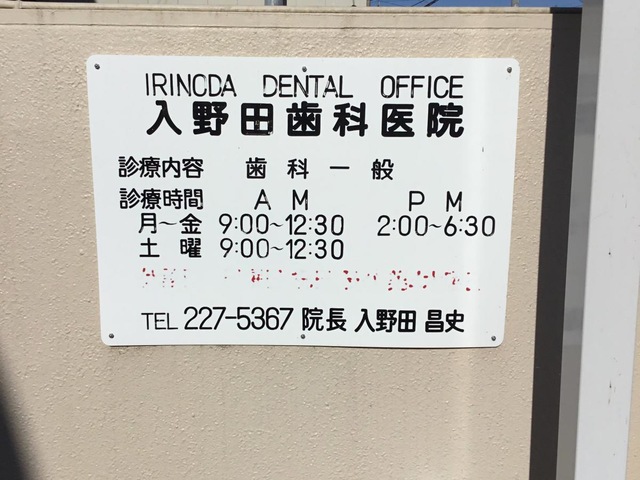 IRINODA DENTAL OFFICE
入野田歯科医院
診療内容 歯科一般
診療時間 AM PM
月～金 9:00～12:30 2:00～6:30
土曜 9:00～12:30
TEL 227-5367 院長 入野田 昌史